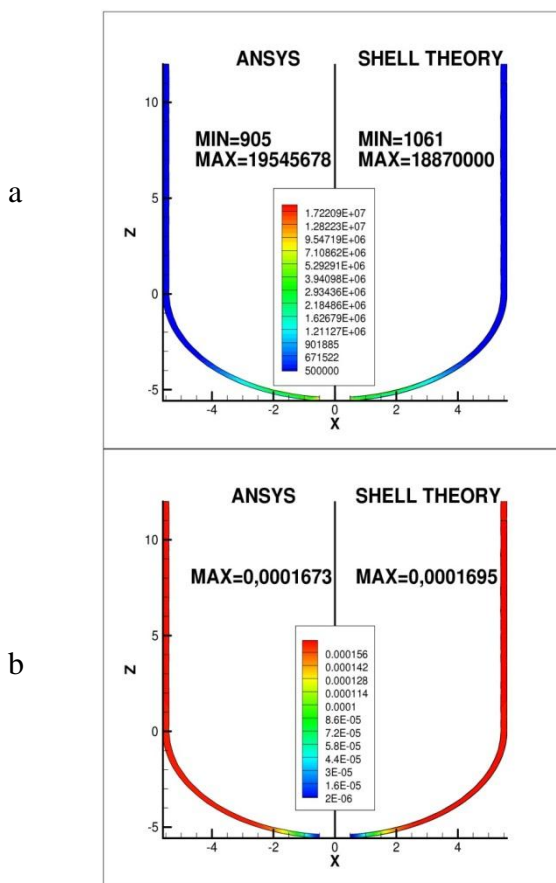 a
ANSYS SHELL THEORY
MIN=905 MIN=1061
MAX=19545678 MAX=18870000
1.72209E+07
1.28223E+07
9.54719E+06
7.10862E+06
5.29291E+06
3.94098E+06
2.93436E+06
2.18486E+06
1.62679E+06
1.21127E+06
901885
671522
500000
10
5
0
-5
Z
-4 -2 0 2 4
X
b
ANSYS SHELL THEORY
MAX=0,0001673 MAX=0,0001695
0.000156
0.000142
0.000128
0.000114
0.0001
8.6E-05
7.2E-05
5.8E-05
4.4E-05
3E-05
1.6E-05
2E-06
10
5
0
-5
Z
-4 -2 0 2 4
X